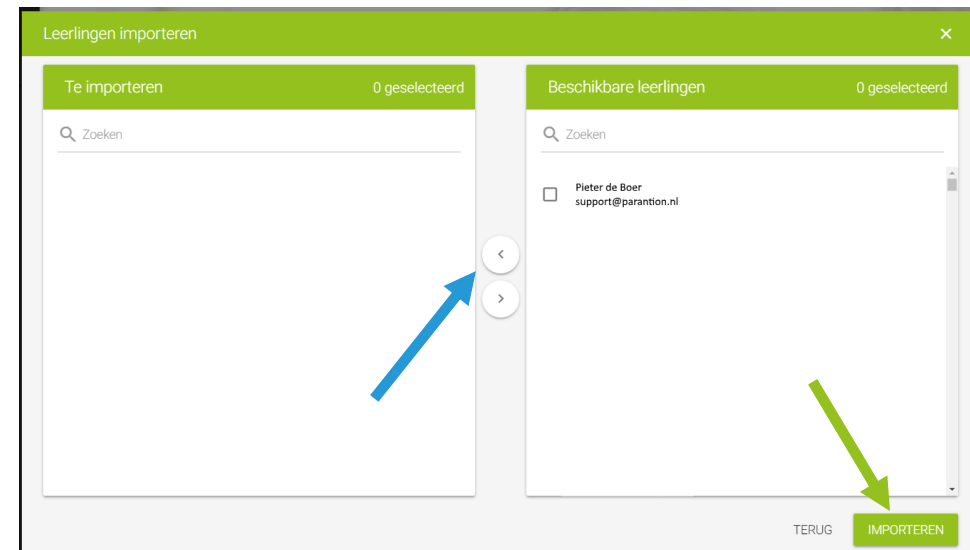 Leerlingen importeren
Te importeren 0 geselecteerd
Zoeken
Beschikbare leerlingen 0 geselecteerd
Zoeken
Pieter de Boer
support@parantion.nl
TERUG IMPORTEREN